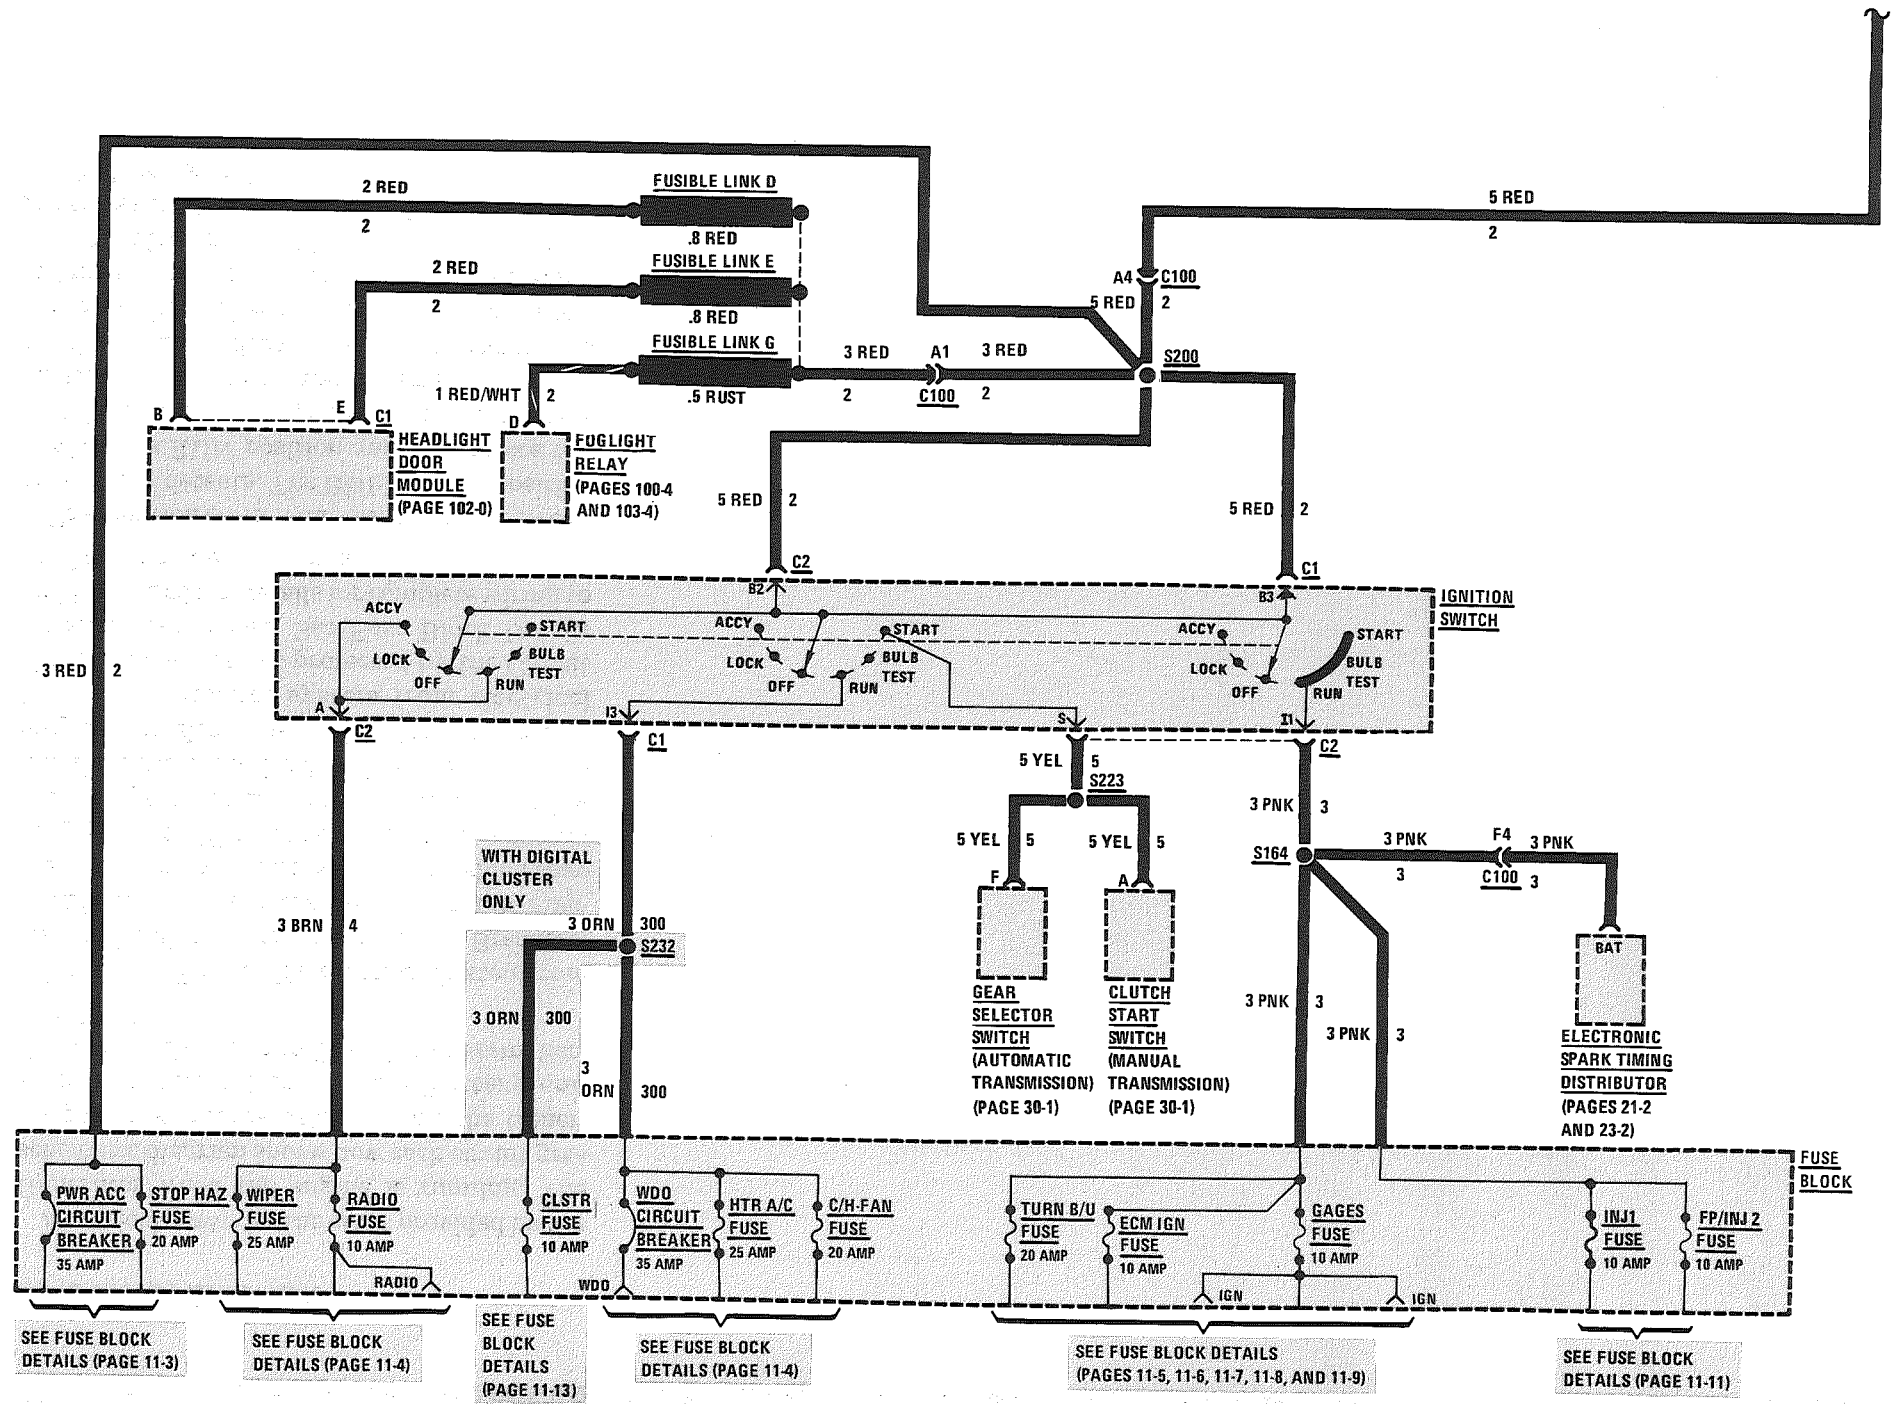 2 RED
2
FUSIBLE LINK D
.8 RED
5 RED
2
2 RED
2
FUSIBLE LINK E
.8 RED
A4
C100
5 RED
2
FUSIBLE LINK G
.5 RUST
3 RED
2
A1
C100
3 RED
2
S200
1 RED/WHT
2
B
E
C1
D
HEADLIGHT
DOOR
MODULE
(PAGE 102-0)
FOGLIGHT
RELAY
(PAGES 100-4
AND 103-4)
5 RED
2
5 RED
2
C2
C1
B2
B3
IGNITION
SWITCH
ACCY
LOCK
OFF
RUN
BULB
TEST
START
ACCY
LOCK
OFF
RUN
BULB
TEST
START
ACCY
LOCK
OFF
RUN
BULB
TEST
START
3 RED
2
A
C2
I3
C1
S
I1
C2
5 YEL
5
S223
5 YEL
5
5 YEL
5
3 PNK
3
S164
3 PNK
3
F4
C100
3 PNK
3
WITH DIGITAL
CLUSTER
ONLY
3 BRN
4
3 ORN
300
S232
3 ORN
300
3
ORN
300
F
A
GEAR
SELECTOR
SWITCH
(AUTOMATIC
TRANSMISSION)
(PAGE 30-1)
CLUTCH
START
SWITCH
(MANUAL
TRANSMISSION)
(PAGE 30-1)
3 PNK
3
3 PNK
3
BAT
ELECTRONIC
SPARK TIMING
DISTRIBUTOR
(PAGES 21-2
AND 23-2)
FUSE
BLOCK
PWR ACC
CIRCUIT
BREAKER
35 AMP
STOP HAZ
FUSE
20 AMP
WIPER
FUSE
25 AMP
RADIO
FUSE
10 AMP
RADIO
CLSTR
FUSE
10 AMP
WDO
CIRCUIT
BREAKER
35 AMP
WDO
HTR A/C
FUSE
25 AMP
C/H-FAN
FUSE
20 AMP
TURN B/U
FUSE
20 AMP
ECM IGN
FUSE
10 AMP
GAGES
FUSE
10 AMP
IGN
IGN
INJ1
FUSE
10 AMP
FP/INJ 2
FUSE
10 AMP
SEE FUSE BLOCK
DETAILS (PAGE 11-3)
SEE FUSE BLOCK
DETAILS (PAGE 11-4)
SEE FUSE
BLOCK
DETAILS
(PAGE 11-13)
SEE FUSE BLOCK
DETAILS (PAGE 11-4)
SEE FUSE BLOCK DETAILS
(PAGES 11-5, 11-6, 11-7, 11-8, AND 11-9)
SEE FUSE BLOCK
DETAILS (PAGE 11-11)